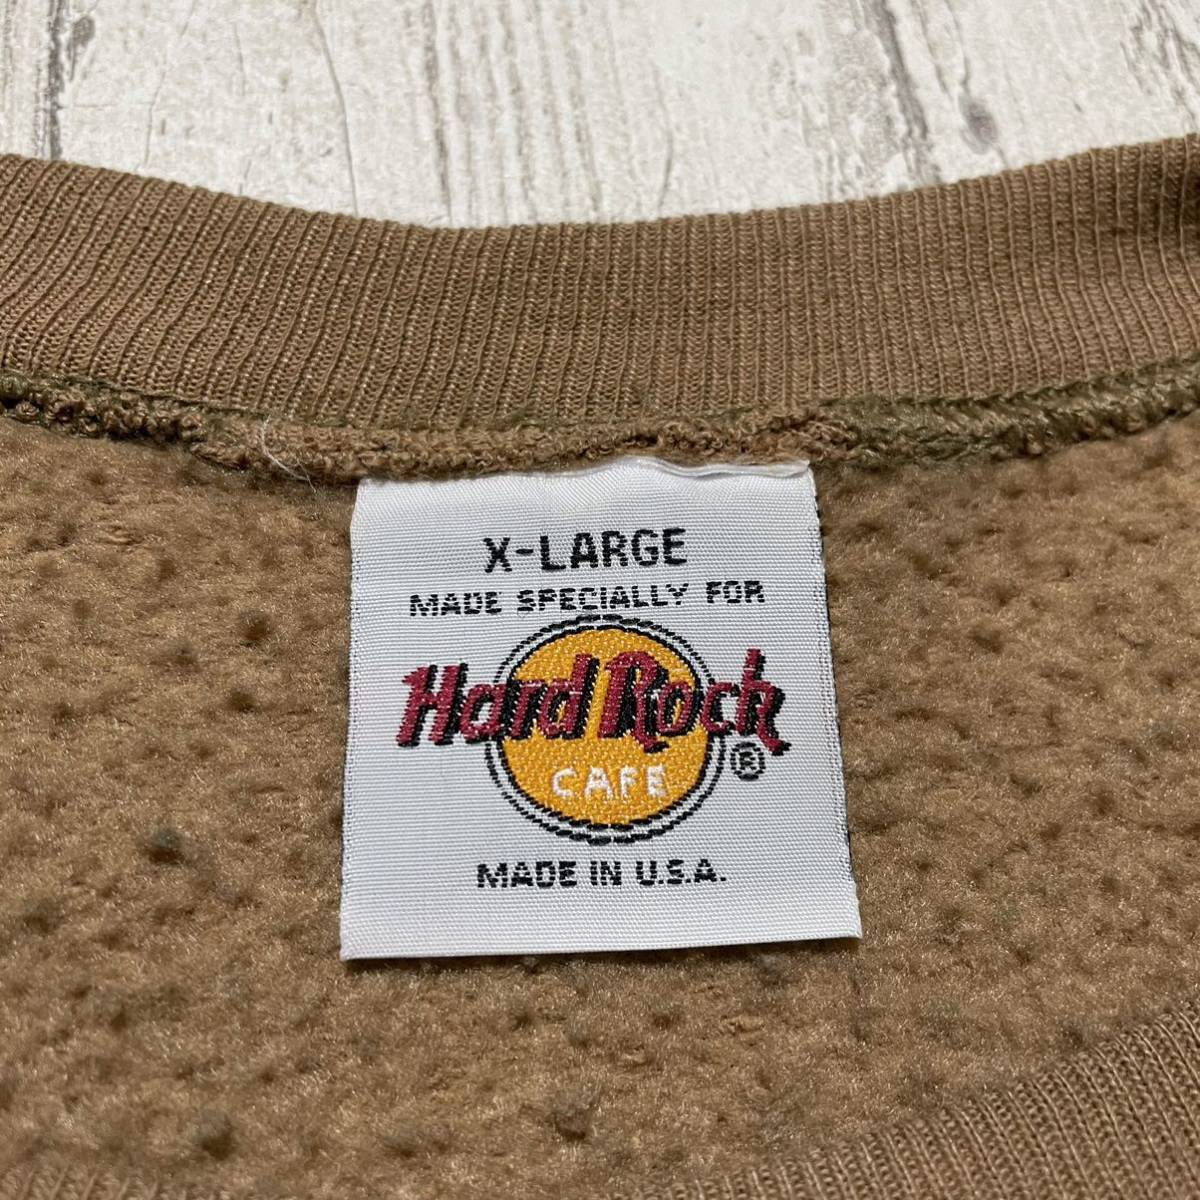 X-LARGE
MADE SPECIALLY FOR
Hard Rock
CAFE ®
MADE IN U.S.A.